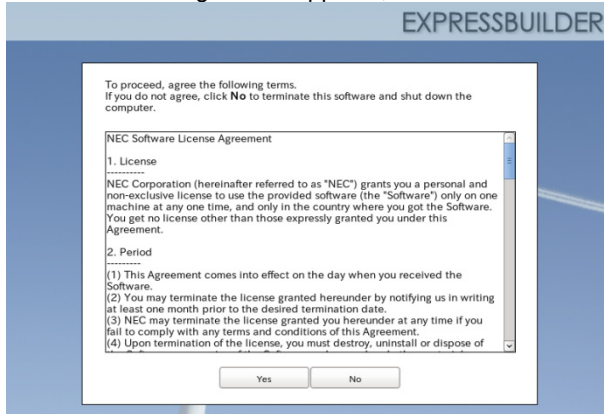 EXPRESSBUILDER
To proceed, agree the following terms.
If you do not agree, click No to terminate this software and shut down the
computer.
NEC Software License Agreement
1. License
----------
NEC Corporation (hereinafter referred to as "NEC") grants you a personal and
non-exclusive license to use the provided software (the "Software") only on one
machine at any one time, and only in the country where you got the Software.
You get no license other than those expressly granted you under this
Agreement.
2. Period
---------
(1) This Agreement comes into effect on the day when you received the
Software.
(2) You may terminate the license granted hereunder by notifying us in writing
at least one month prior to the desired termination date.
(3) NEC may terminate the license granted you hereunder at any time if you
fail to comply with any terms and conditions of this Agreement.
(4) Upon termination of the license, you must destroy, uninstall or dispose of
Yes No